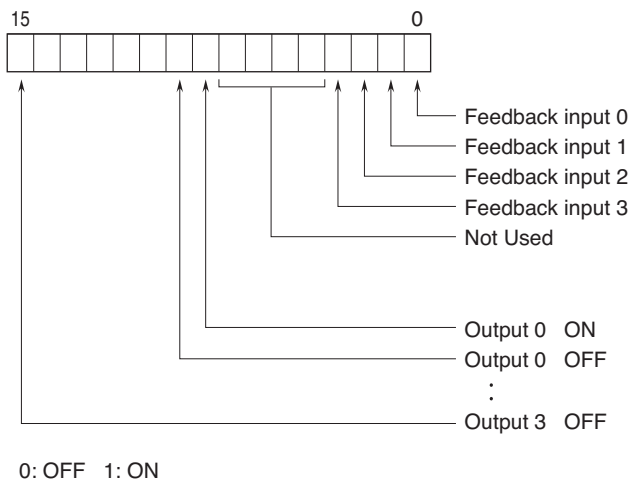 15 0
Feedback input 0
Feedback input 1
Feedback input 2
Feedback input 3
Not Used
Output 0 ON
Output 0 OFF
:
Output 3 OFF
0: OFF 1: ON